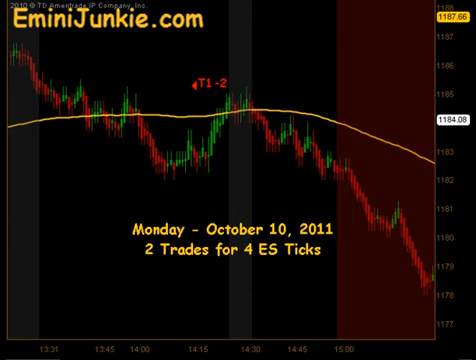 2010 © TD Ameritrade IP Company, Inc.
EminiJunkie.com
1188
1187.66
1187
1186
1185
T1 -2
1184.08
1183
1182
1181
Monday - October 10, 2011
2 Trades for 4 ES Ticks
1180
1179
1178
1177
13:31 13:45 14:00 14:15 14:30 14:45 15:00